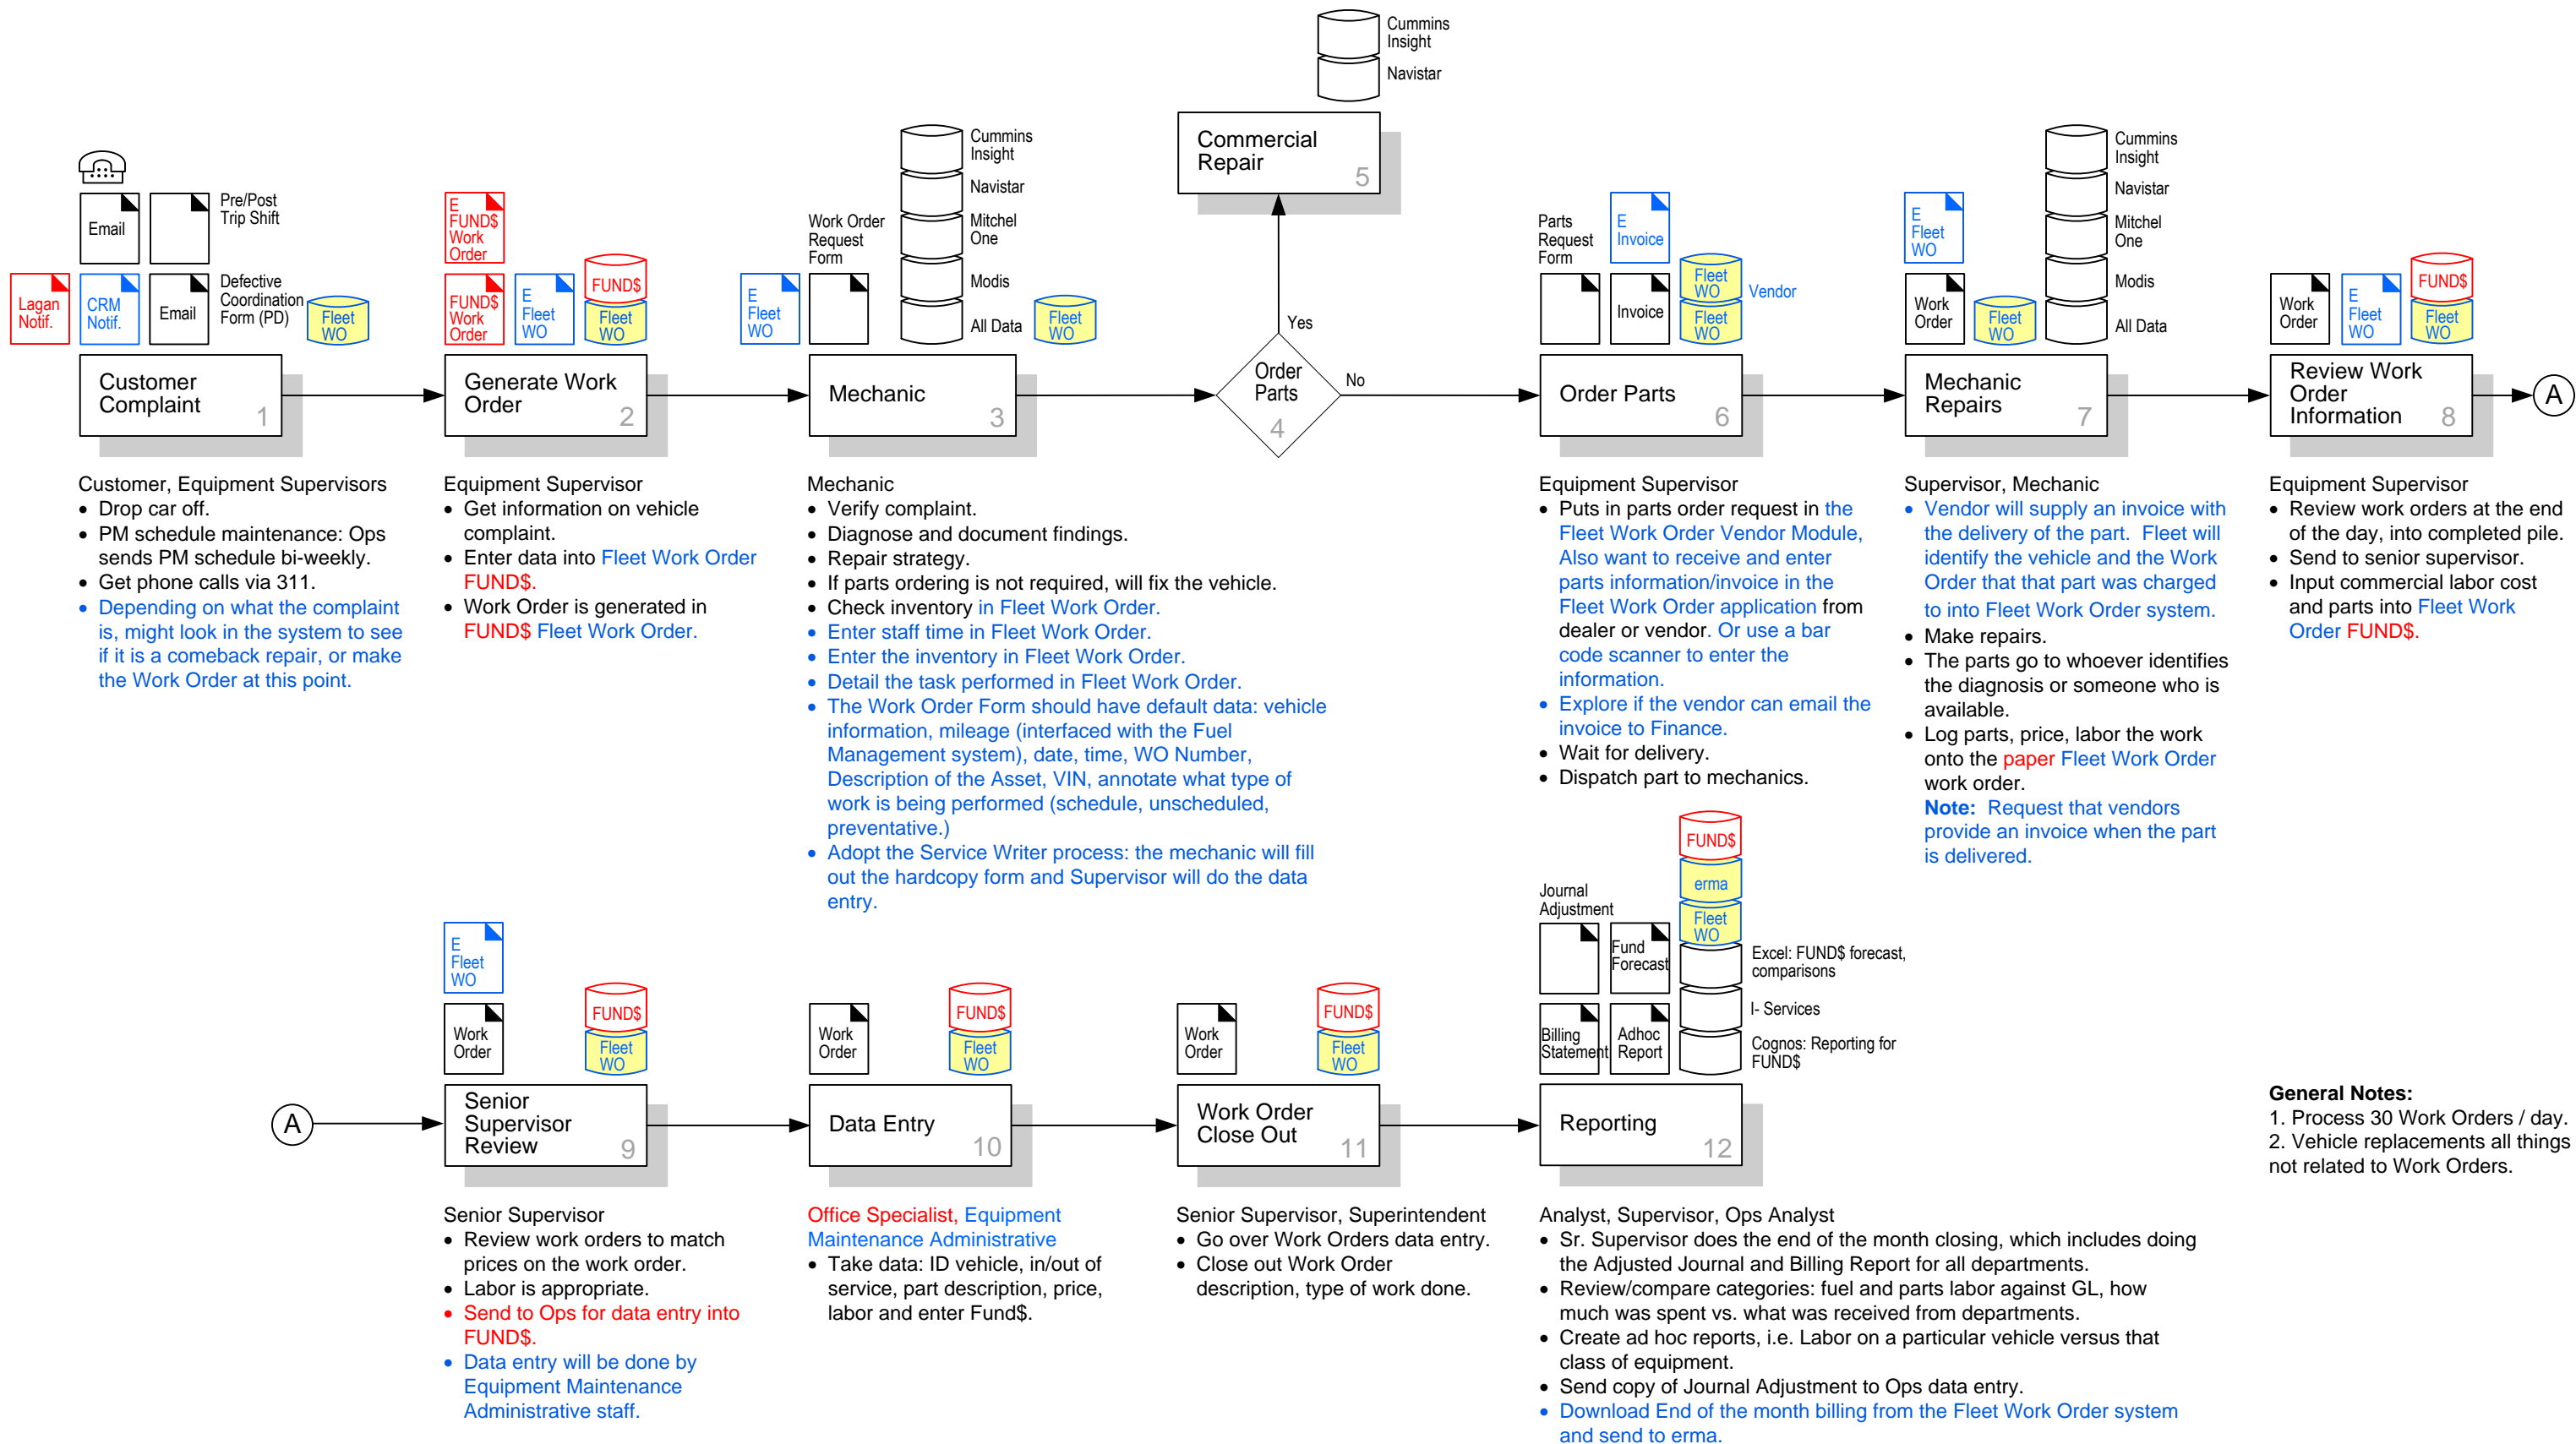 Cummins
Insight
Navistar
Commercial
Repair
5
Email
Pre/Post
Trip Shift
Lagan
Notif.
CRM
Notif.
Email
Defective
Coordination
Form (PD)
Fleet
WO
Customer
Complaint
1
Customer, Equipment Supervisors
• Drop car off.
• PM schedule maintenance: Ops
sends PM schedule bi-weekly.
• Get phone calls via 311.
• Depending on what the complaint
is, might look in the system to see
if it is a comeback repair, or make
the Work Order at this point.
E
FUND$
Work
Order
FUND$
Work
Order
E
Fleet
WO
FUND$
Fleet
WO
Generate Work
Order
2
Equipment Supervisor
• Get information on vehicle
complaint.
• Enter data into Fleet Work Order
FUND$.
• Work Order is generated in
FUND$ Fleet Work Order.
E
Fleet
WO
Work Order
Request
Form
Cummins
Insight
Navistar
Mitchel
One
Modis
All Data
Fleet
WO
Mechanic
3
Mechanic
• Verify complaint.
• Diagnose and document findings.
• Repair strategy.
• If parts ordering is not required, will fix the vehicle.
• Check inventory in Fleet Work Order.
• Enter staff time in Fleet Work Order.
• Enter the inventory in Fleet Work Order.
• Detail the task performed in Fleet Work Order.
• The Work Order Form should have default data: vehicle
information, mileage (interfaced with the Fuel
Management system), date, time, WO Number,
Description of the Asset, VIN, annotate what type of
work is being performed (schedule, unscheduled,
preventative.)
• Adopt the Service Writer process: the mechanic will fill
out the hardcopy form and Supervisor will do the data
entry.
Yes
Order
Parts
4
No
Parts
Request
Form
E
Invoice
Invoice
Fleet
WO
Vendor
Fleet
WO
Order Parts
6
Equipment Supervisor
• Puts in parts order request in the
Fleet Work Order Vendor Module,
Also want to receive and enter
parts information/invoice in the
Fleet Work Order application from
dealer or vendor. Or use a bar
code scanner to enter the
information.
• Explore if the vendor can email the
invoice to Finance.
• Wait for delivery.
• Dispatch part to mechanics.
E
Fleet
WO
Work
Order
Fleet
WO
Cummins
Insight
Navistar
Mitchel
One
Modis
All Data
Mechanic
Repairs
7
Supervisor, Mechanic
• Vendor will supply an invoice with
the delivery of the part.  Fleet will
identify the vehicle and the Work
Order that that part was charged
to into Fleet Work Order system.
• Make repairs.
• The parts go to whoever identifies
the diagnosis or someone who is
available.
• Log parts, price, labor the work
onto the paper Fleet Work Order
work order.
Note:  Request that vendors
provide an invoice when the part
is delivered.
Work
Order
E
Fleet
WO
FUND$
Fleet
WO
Review Work
Order
Information
8
A
Equipment Supervisor
• Review work orders at the end
of the day, into completed pile.
• Send to senior supervisor.
• Input commercial labor cost
and parts into Fleet Work
Order FUND$.
A
E
Fleet
WO
Work
Order
FUND$
Fleet
WO
Senior
Supervisor
Review
9
Senior Supervisor
• Review work orders to match
prices on the work order.
• Labor is appropriate.
• Send to Ops for data entry into
FUND$.
• Data entry will be done by
Equipment Maintenance
Administrative staff.
Work
Order
FUND$
Fleet
WO
Data Entry
10
Office Specialist, Equipment
Maintenance Administrative
• Take data: ID vehicle, in/out of
service, part description, price,
labor and enter Fund$.
Work
Order
FUND$
Fleet
WO
Work Order
Close Out
11
Senior Supervisor, Superintendent
• Go over Work Orders data entry.
• Close out Work Order
description, type of work done.
Journal
Adjustment
Fund
Forecast
Billing
Statement
Adhoc
Report
FUND$
erma
Fleet
WO
Excel: FUND$ forecast,
comparisons
I- Services
Cognos: Reporting for
FUND$
Reporting
12
Analyst, Supervisor, Ops Analyst
• Sr. Supervisor does the end of the month closing, which includes doing
the Adjusted Journal and Billing Report for all departments.
• Review/compare categories: fuel and parts labor against GL, how
much was spent vs. what was received from departments.
• Create ad hoc reports, i.e. Labor on a particular vehicle versus that
class of equipment.
• Send copy of Journal Adjustment to Ops data entry.
• Download End of the month billing from the Fleet Work Order system
and send to erma.
General Notes:
1. Process 30 Work Orders / day.
2. Vehicle replacements all things
not related to Work Orders.